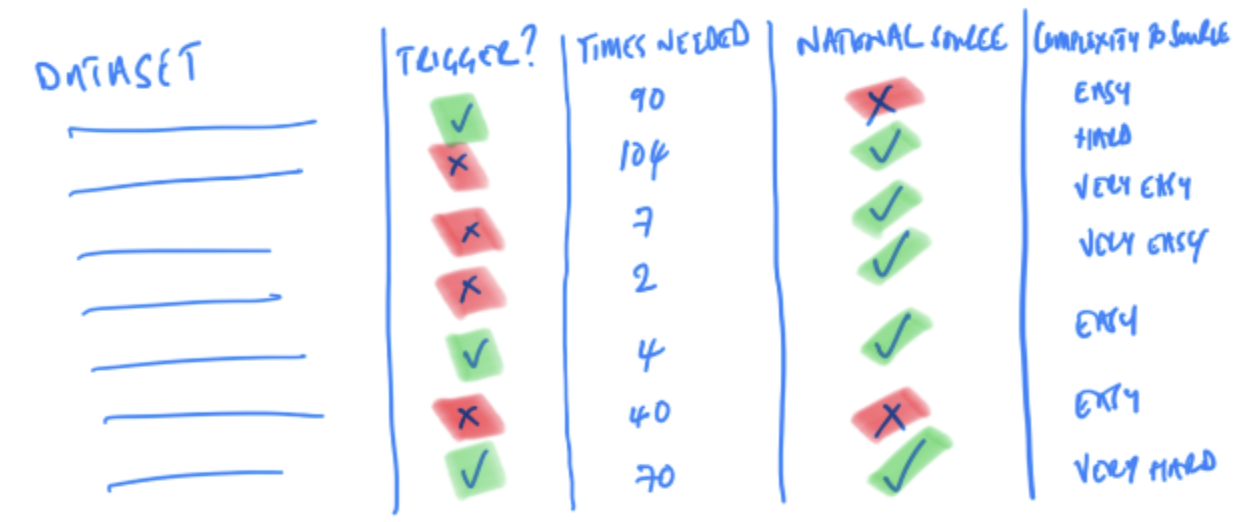 DATASET TRIGGER? TIMES NEEDED NATIONAL SOURCE COMPLEXITY TO SOURCE
✓ 90 X EASY
X 104 ✓ HARD
X 7 ✓ VERY EASY
X 2 ✓ VERY EASY
✓ 4 ✓ EASY
X 40 X EASY
✓ 70 ✓ VERY HARD